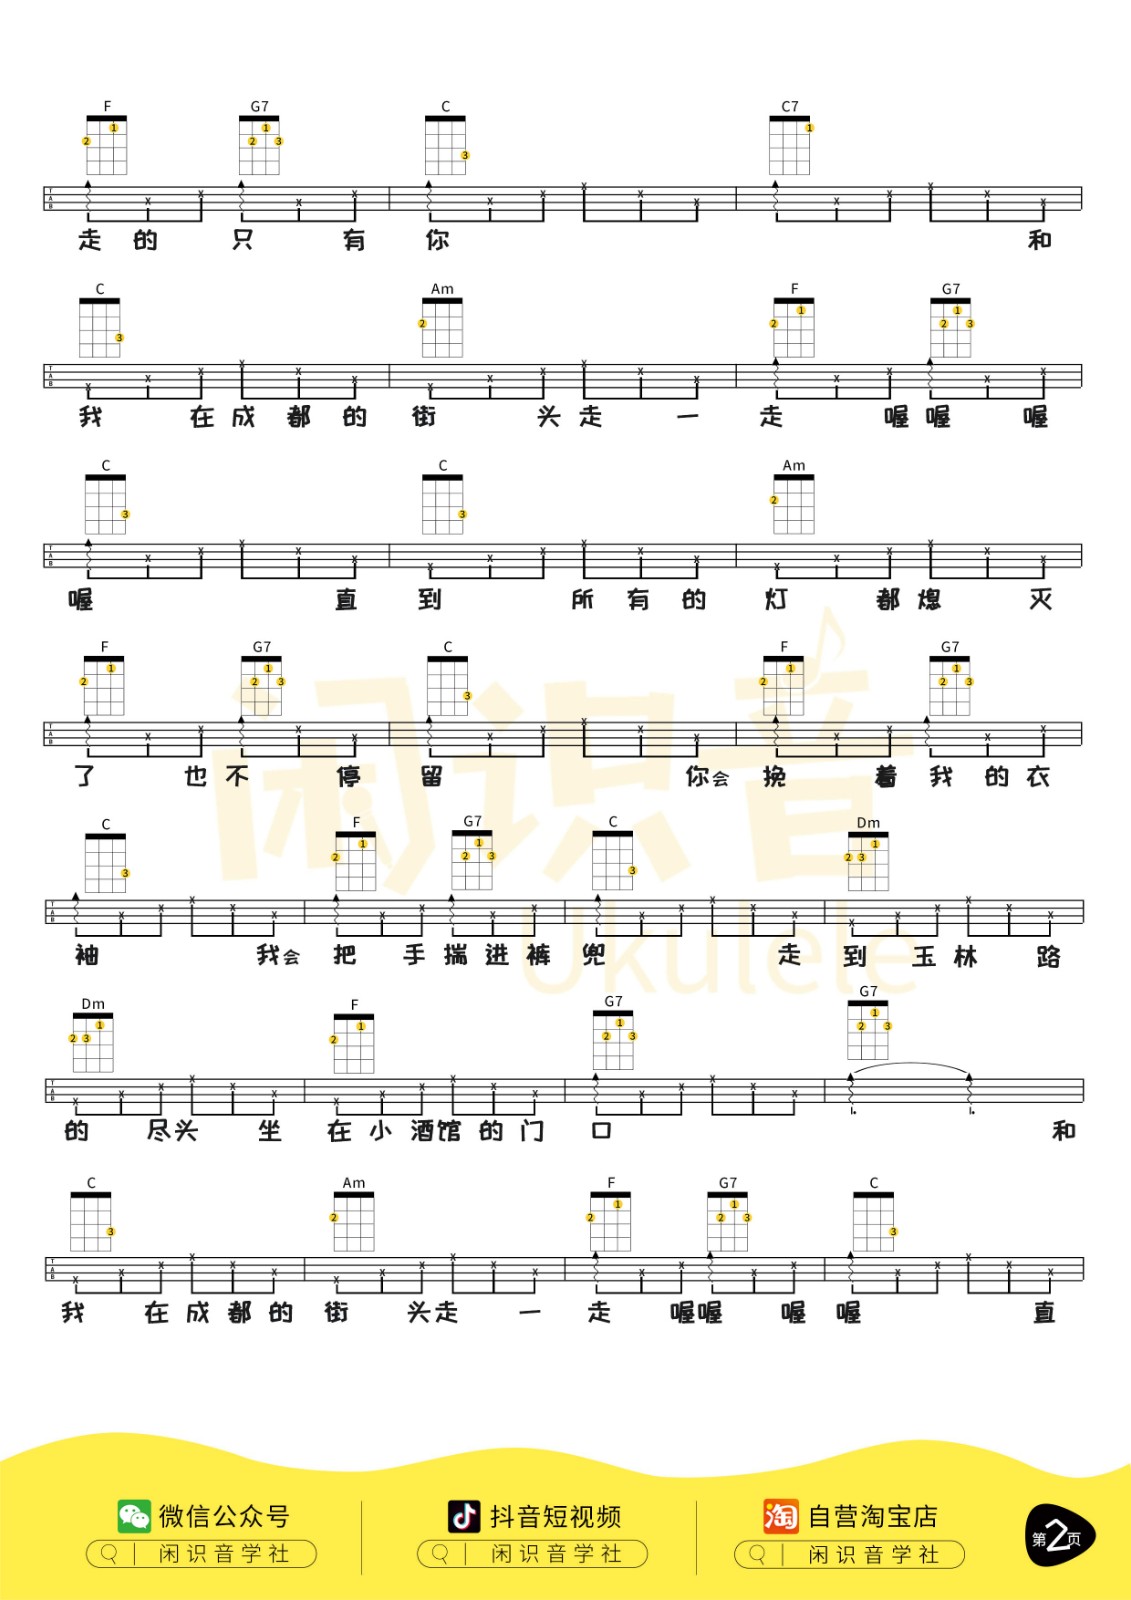 F G7 C C7
走的只有你 和
C Am F G7
我在成都的街头走一走 喔喔喔
C C Am
喔 直到所有的灯都熄灭
F G7 C F G7
了也不停留 你会挽着我的衣
C F G7 C Dm
袖 我会把手揣进裤兜 走到玉林路
Dm F G7 G7
的尽头坐在小酒馆的门口 和
C Am F G7 C
我在成都的街头走一走 喔喔喔喔 直
闲识音
Ukulele
微信公众号 抖音短视频 淘 自营淘宝店
闲识音学社 闲识音学社 闲识音学社
第2页